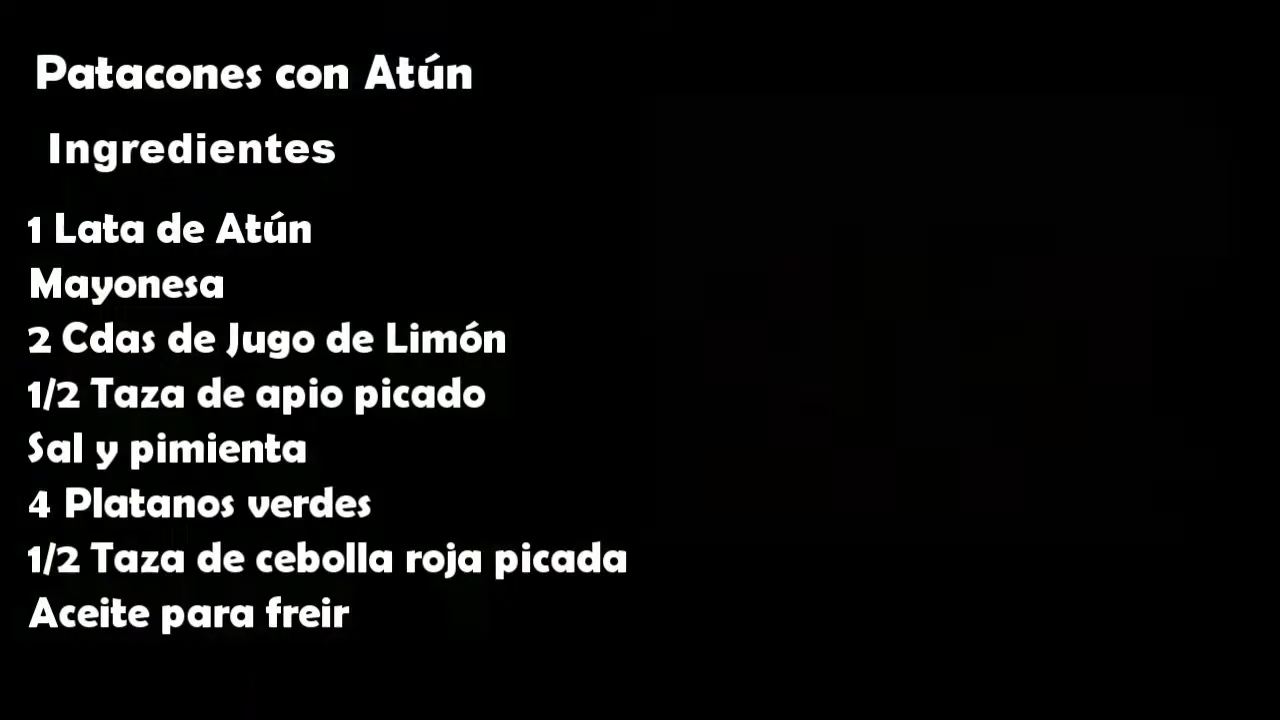 Patacones con Atún
Ingredientes
1 Lata de Atún
Mayonesa
2 Cdas de Jugo de Limón
1/2 Taza de apio picado
Sal y pimienta
4 Platanos verdes
1/2 Taza de cebolla roja picada
Aceite para freir